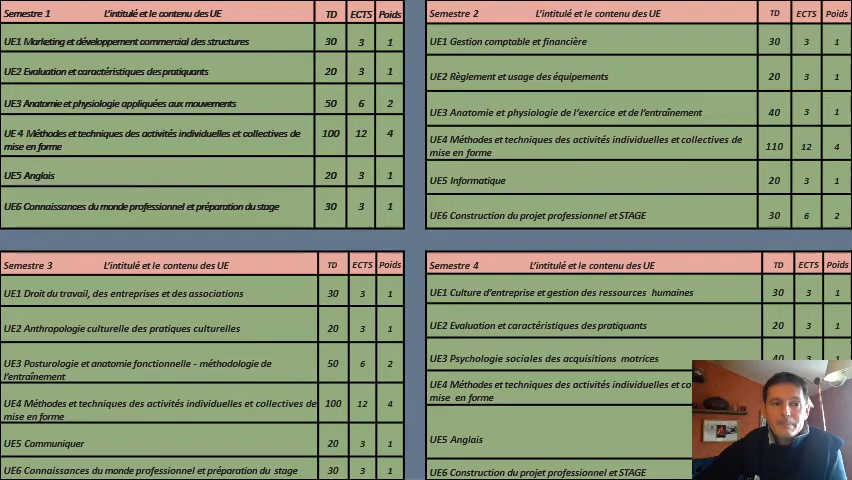 Semestre 1 L'intitulé et le contenu des UE TD ECTS Poids
UE1 Marketing et développement commercial des structures 30 3 1
UE2 Evaluation et caractéristiques des pratiquants 20 3 1
UE3 Anatomie et physiologie appliquées aux mouvements 50 6 2
UE 4 Méthodes et techniques des activités individuelles et collectives de 100 12 4
mise en forme
UE5 Anglais 20 3 1
UE6 Connaissances du monde professionnel et préparation du stage 30 3 1
Semestre 2 L'intitulé et le contenu des UE TD ECTS Poids
UE1 Gestion comptable et financière 30 3 1
UE2 Règlement et usage des équipements 20 3 1
UE3 Anatomie et physiologie de l'exercice et de l'entraînement 40 3 1
UE4 Méthodes et techniques des activités individuelles et collectives de 110 12 4
mise en forme
UE5 Informatique 20 3 1
UE6 Construction du projet professionnel et STAGE 30 6 2
Semestre 3 L'intitulé et le contenu des UE TD ECTS Poids
UE1 Droit du travail, des entreprises et des associations 30 3 1
UE2 Anthropologie culturelle des pratiques culturelles 20 3 1
UE3 Posturologie et anatomie fonctionnelle - méthodologie de 50 6 2
l'entraînement
UE4 Méthodes et techniques des activités individuelles et collectives de 100 12 4
mise en forme
UE5 Communiquer 20 3 1
UE6 Connaissances du monde professionnel et préparation du stage 30 3 1
Semestre 4 L'intitulé et le contenu des UE TD ECTS Poids
UE1 Culture d'entreprise et gestion des ressources humaines 30 3 1
UE2 Evaluation et caractéristiques des pratiquants 20 3 1
UE3 Psychologie sociales des acquisitions matrices 40 3 1
UE4 Méthodes et techniques des activités individuelles et co
mise en forme
UE5 Anglais
UE6 Construction du projet professionnel et STAGE